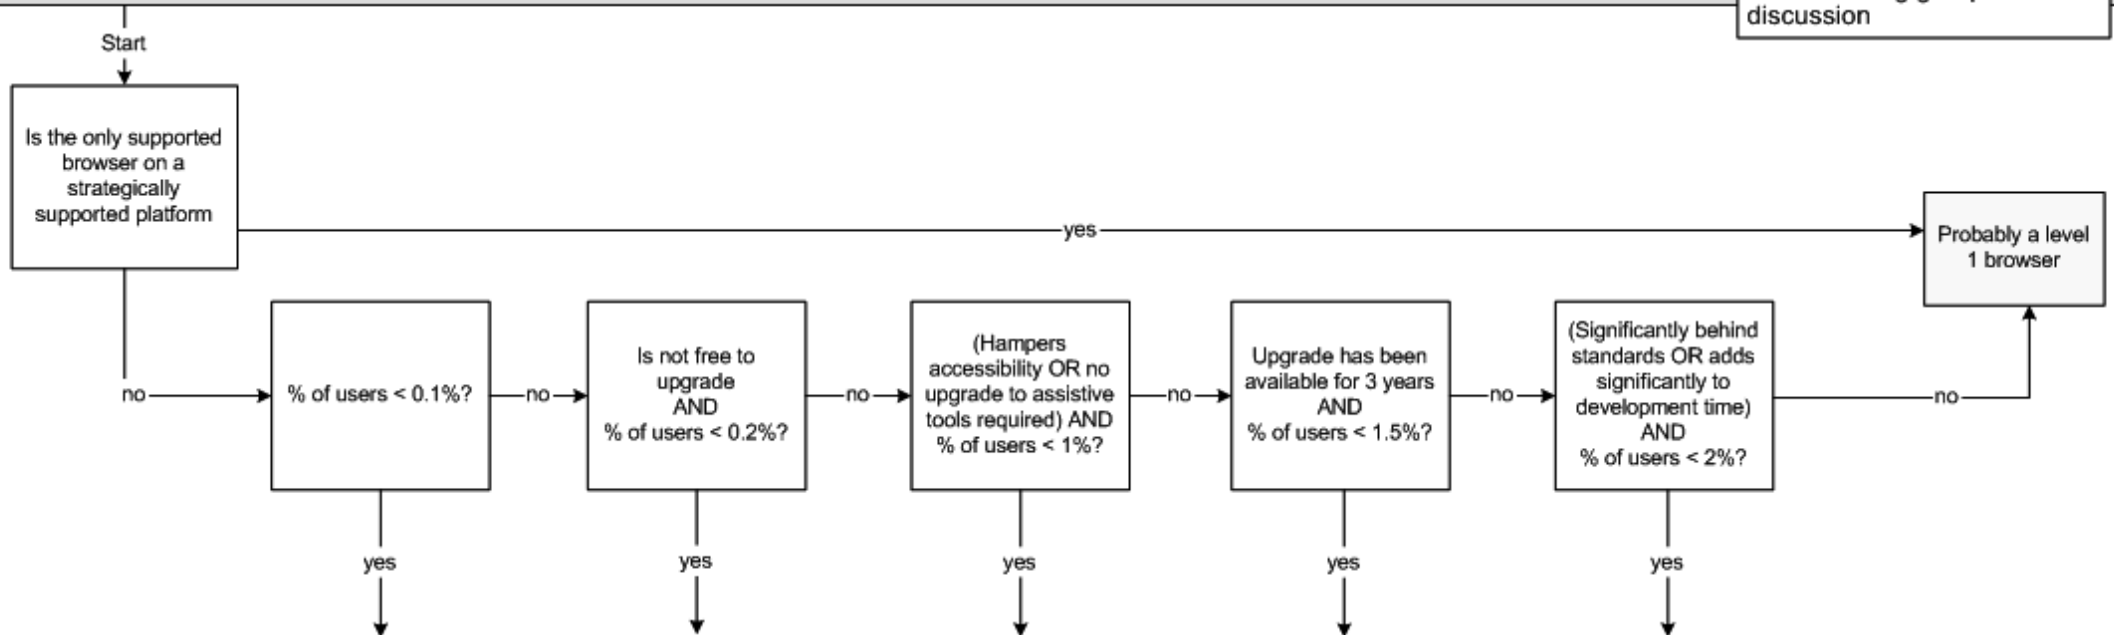 discussion
Start
Is the only supported
browser on a
strategically
supported platform
yes
Probably a level
1 browser
no
% of users < 0.1%?
no
Is not free to
upgrade
AND
% of users < 0.2%?
no
(Hampers
accessibility OR no
upgrade to assistive
tools required) AND
% of users < 1%?
no
Upgrade has been
available for 3 years
AND
% of users < 1.5%?
no
(Significantly behind
standards OR adds
significantly to
development time)
AND
% of users < 2%?
no
yes
yes
yes
yes
yes